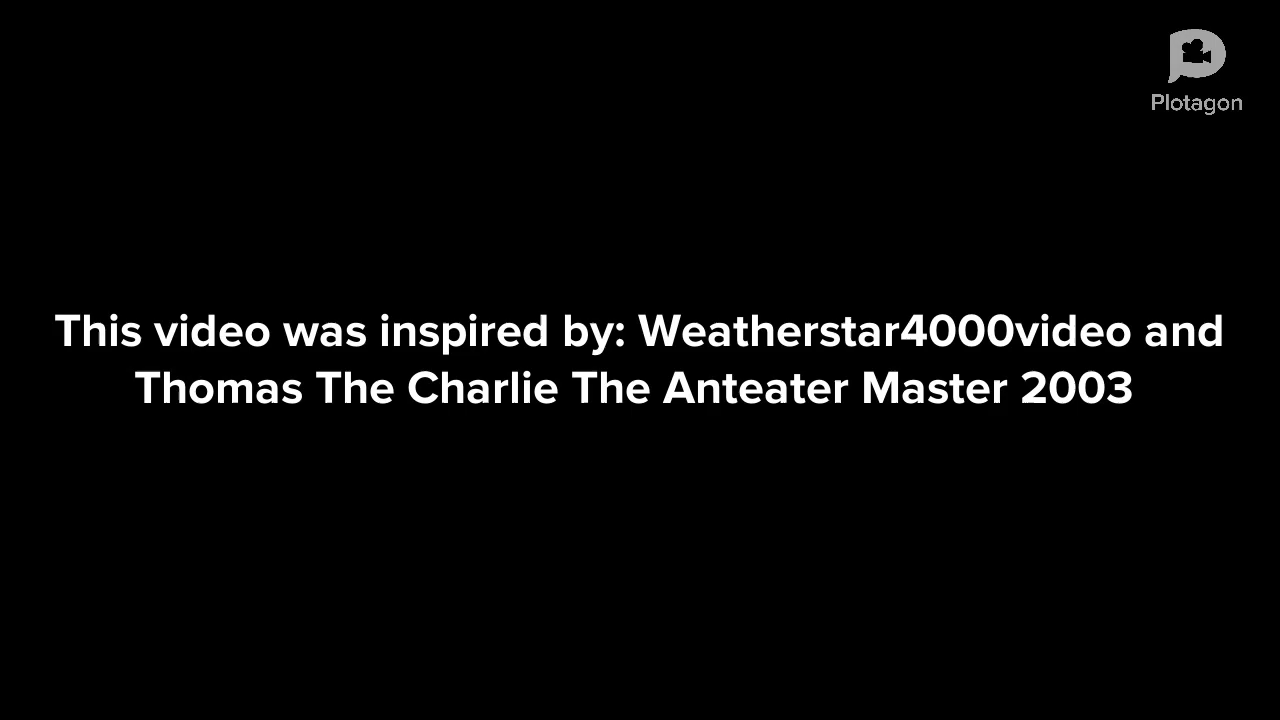 Plotagon
This video was inspired by: Weatherstar4000video and
Thomas The Charlie The Anteater Master 2003